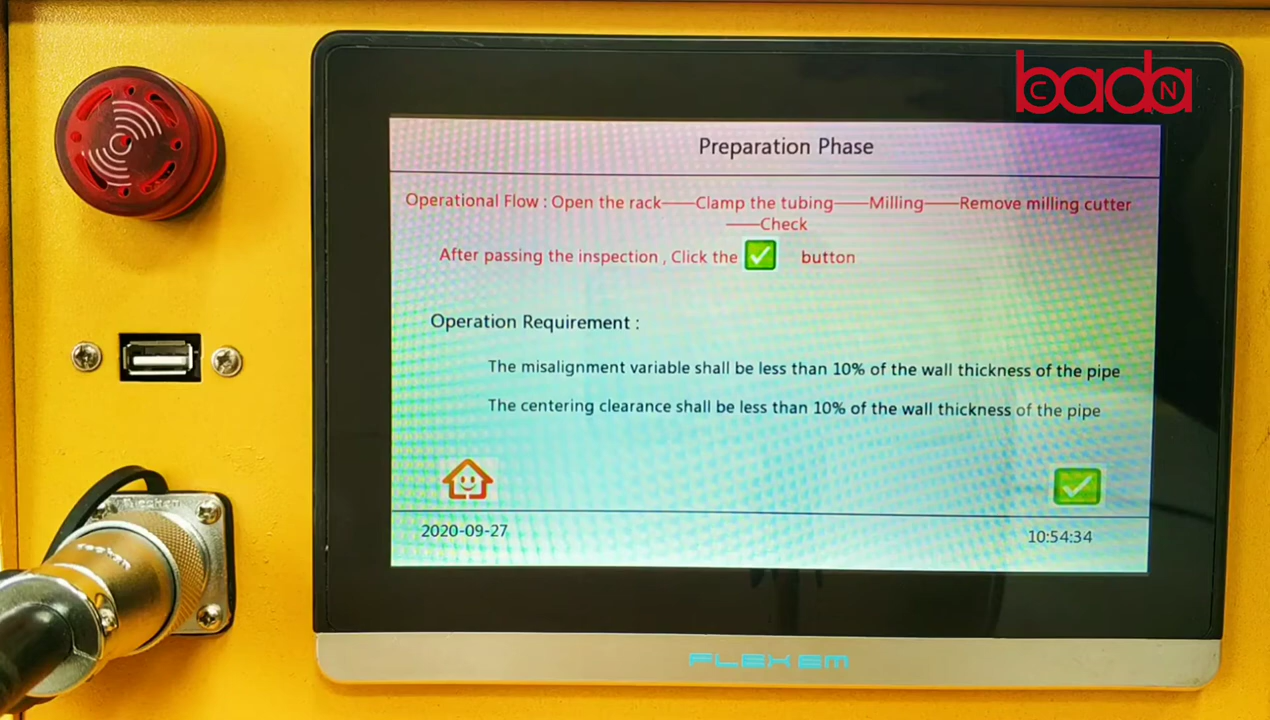 bada
CN
Preparation Phase
Operational Flow : Open the rack——Clamp the tubing——Milling——Remove milling cutter
——Check
After passing the inspection , Click the button
Operation Requirement :
The misalignment variable shall be less than 10% of the wall thickness of the pipe
The centering clearance shall be less than 10% of the wall thickness of the pipe
2020-09-27
10:54:34
FLEXEM